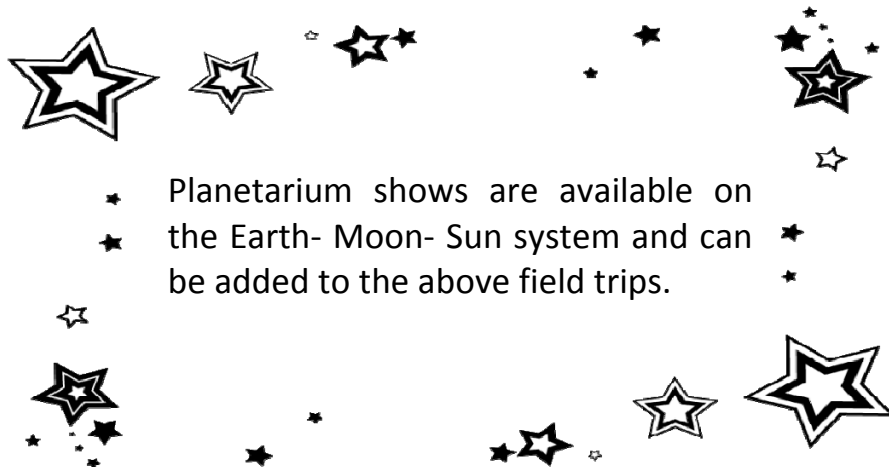 Planetarium shows are available on
the Earth- Moon- Sun system and can
be added to the above field trips.